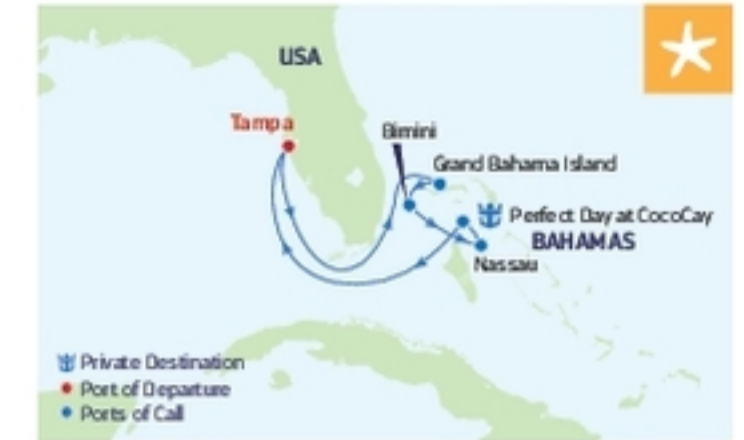 USA
Tampa
Bimini
Grand Bahama Island
Perfect Day at CocoCay
BAHAMAS
Nassau
Private Destination
Port of Departure
Ports of Call